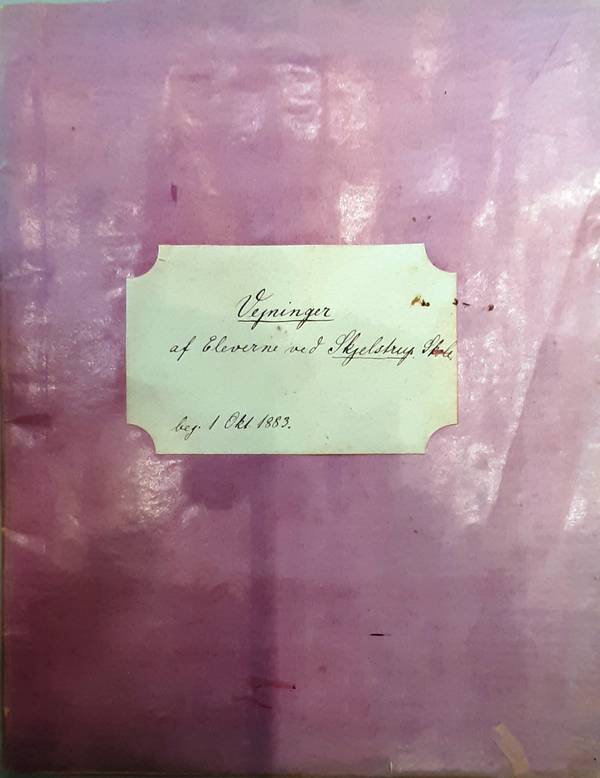 Vejninger
af Eleverne ved Skjelstrup Skole
beg. 1 Okt 1883.